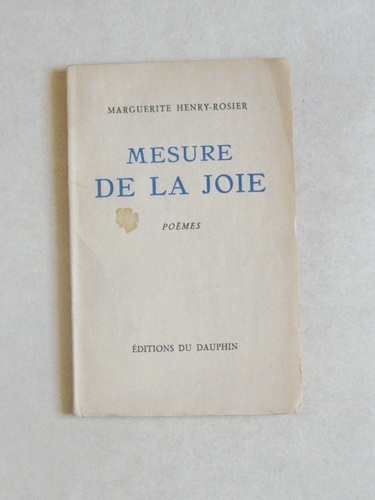 MARGUERITE HENRY-ROSIER
MESURE
DE LA JOIE
POÈMES
ÉDITIONS DU DAUPHIN